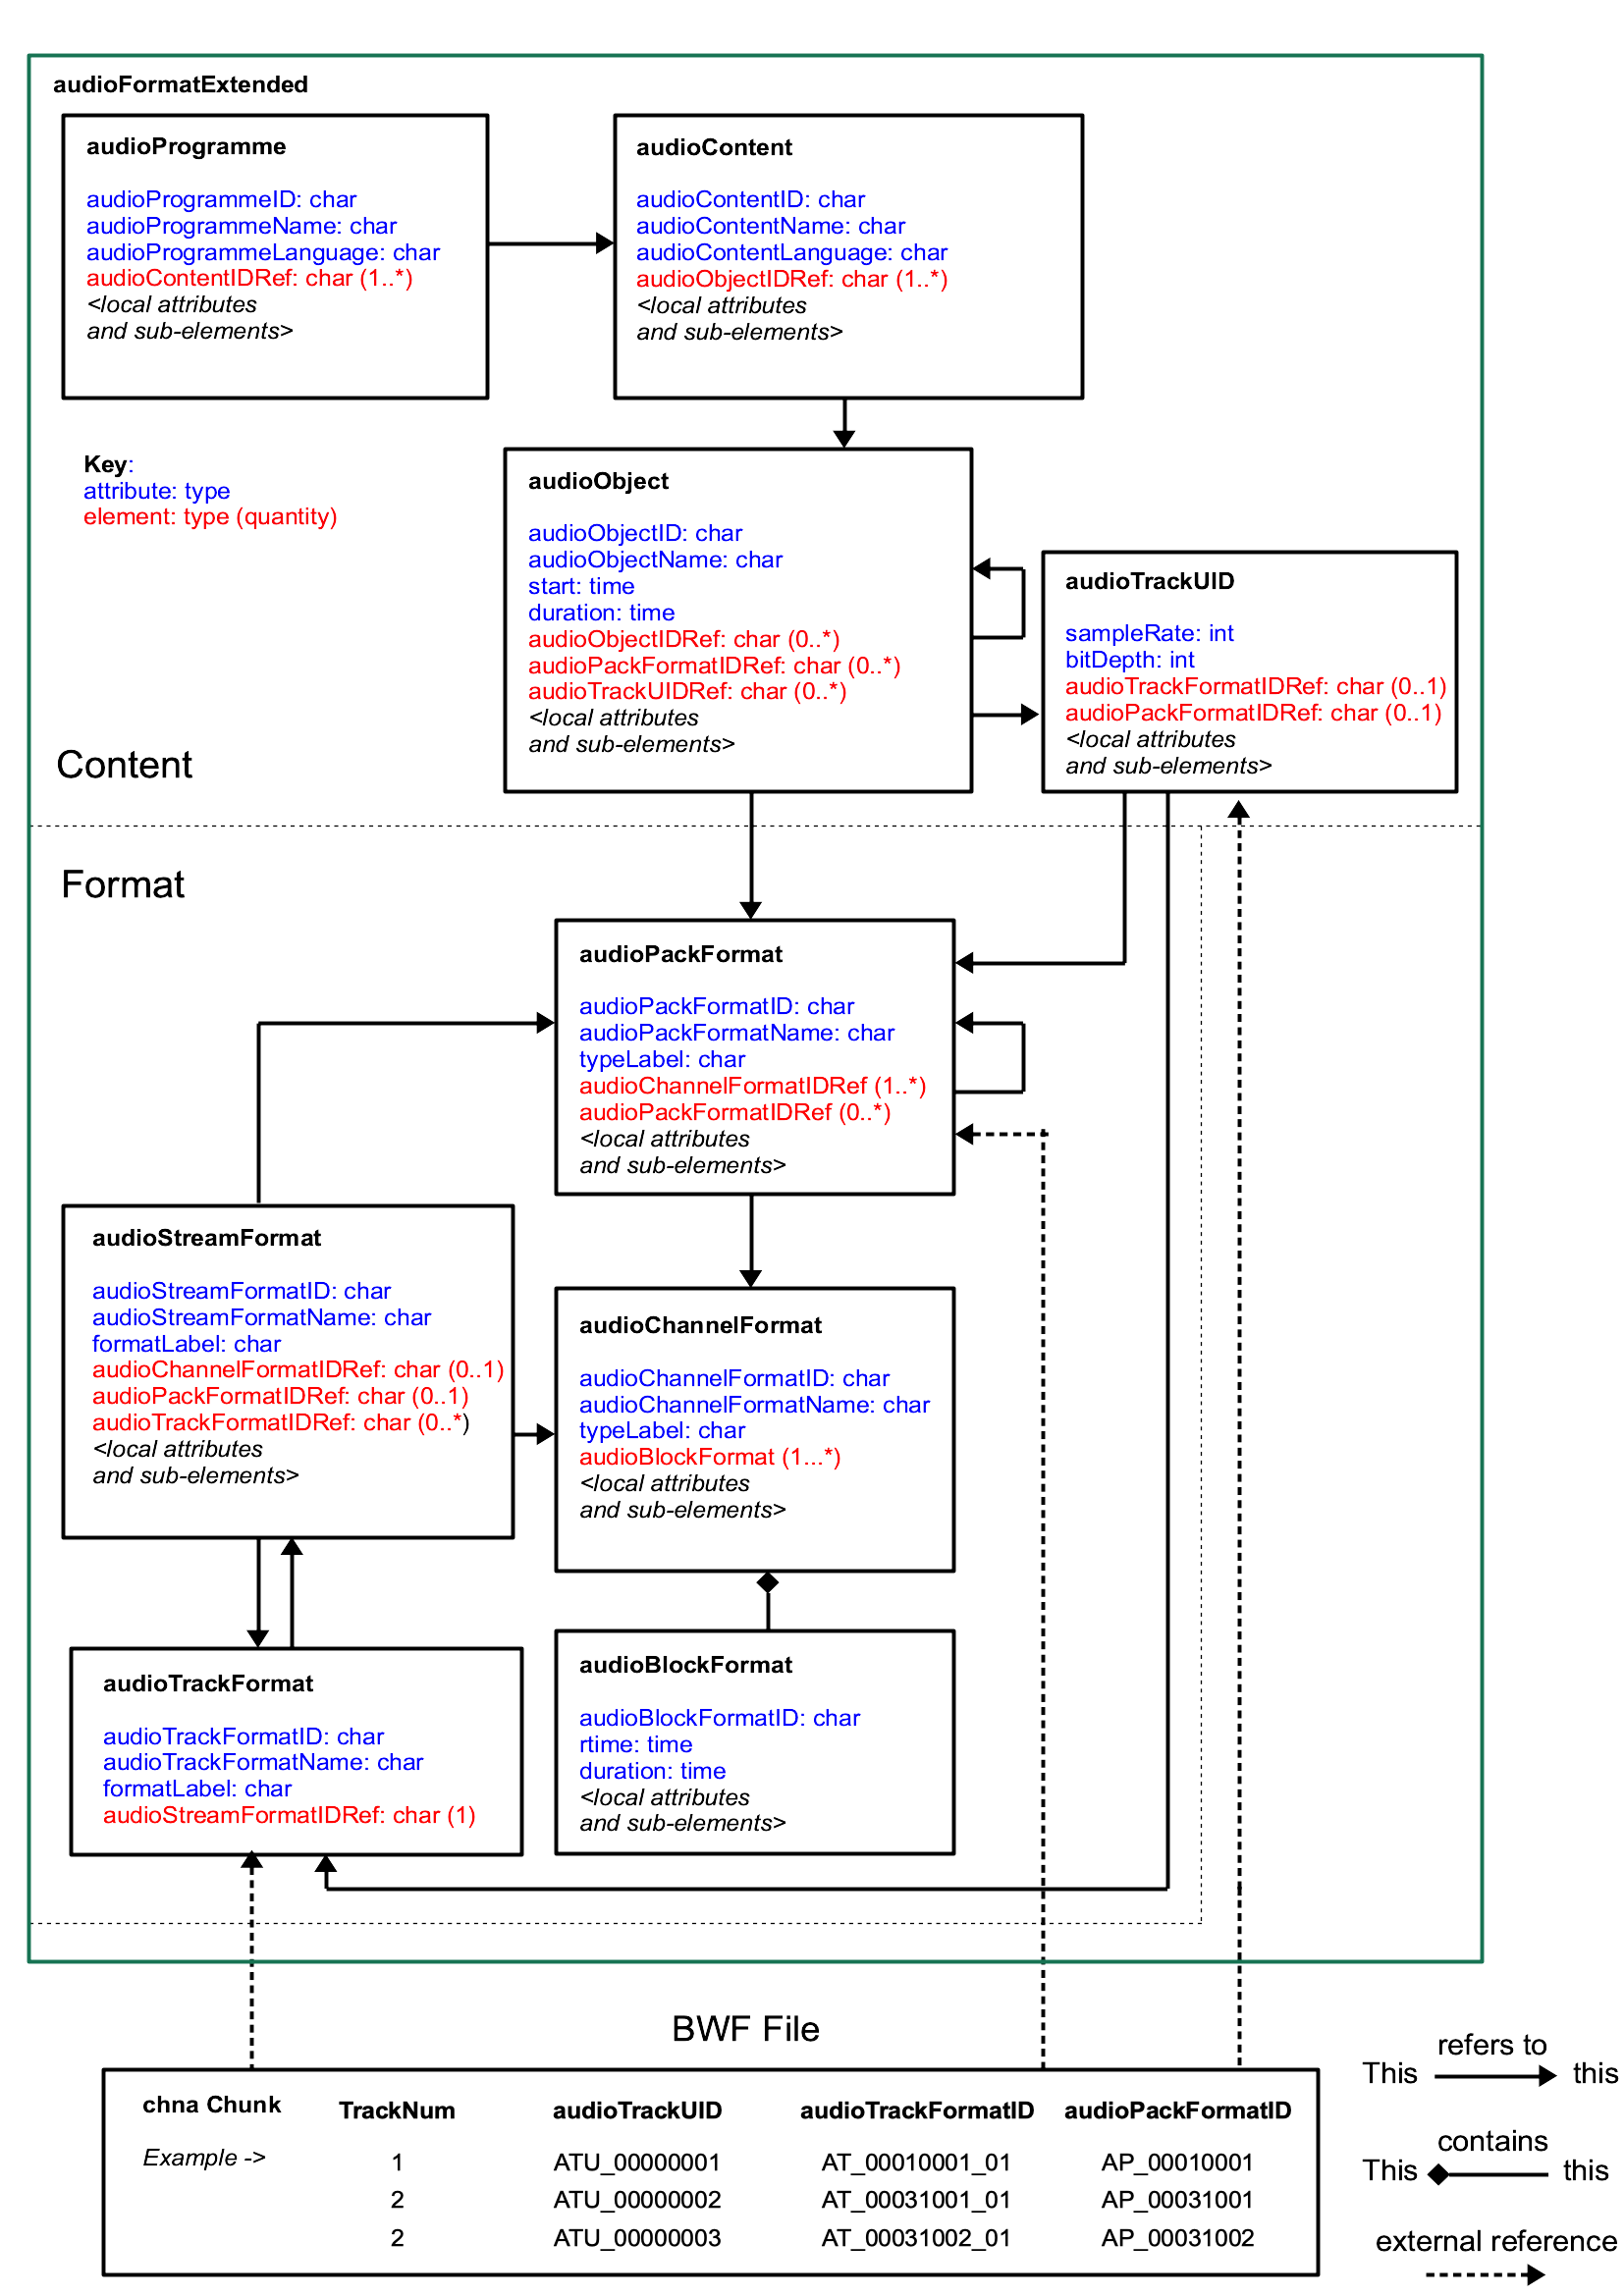 audioFormatExtended
audioProgramme
audioProgrammeID: char
audioProgrammeName: char
audioProgrammeLanguage: char
audioContentIDRef: char (1..*)
<local attributes
and sub-elements>
audioContent
audioContentID: char
audioContentName: char
audioContentLanguage: char
audioObjectIDRef: char (1..*)
<local attributes
and sub-elements>
Key:
attribute: type
element: type (quantity)
audioObject
audioObjectID: char
audioObjectName: char
start: time
duration: time
audioObjectIDRef: char (0..*)
audioPackFormatIDRef: char (0..*)
audioTrackUIDRef: char (0..*)
<local attributes
and sub-elements>
audioTrackUID
sampleRate: int
bitDepth: int
audioTrackFormatIDRef: char (0..1)
audioPackFormatIDRef: char (0..1)
<local attributes
and sub-elements>
Content
Format
audioPackFormat
audioPackFormatID: char
audioPackFormatName: char
typeLabel: char
audioChannelFormatIDRef (1..*)
audioPackFormatIDRef (0..*)
<local attributes
and sub-elements>
audioStreamFormat
audioStreamFormatID: char
audioStreamFormatName: char
formatLabel: char
audioChannelFormatIDRef: char (0..1)
audioPackFormatIDRef: char (0..1)
audioTrackFormatIDRef: char (0..*)
<local attributes
and sub-elements>
audioChannelFormat
audioChannelFormatID: char
audioChannelFormatName: char
typeLabel: char
audioBlockFormat (1...*)
<local attributes
and sub-elements>
audioTrackFormat
audioTrackFormatID: char
audioTrackFormatName: char
formatLabel: char
audioStreamFormatIDRef: char (1)
audioBlockFormat
audioBlockFormatID: char
rtime: time
duration: time
<local attributes
and sub-elements>
BWF File
chna Chunk TrackNum audioTrackUID audioTrackFormatID audioPackFormatID
Example -> 1 ATU_00000001 AT_00010001_01 AP_00010001
2 ATU_00000002 AT_00031001_01 AP_00031001
2 ATU_00000003 AT_00031002_01 AP_00031002
refers to
This this
contains
This this
external reference